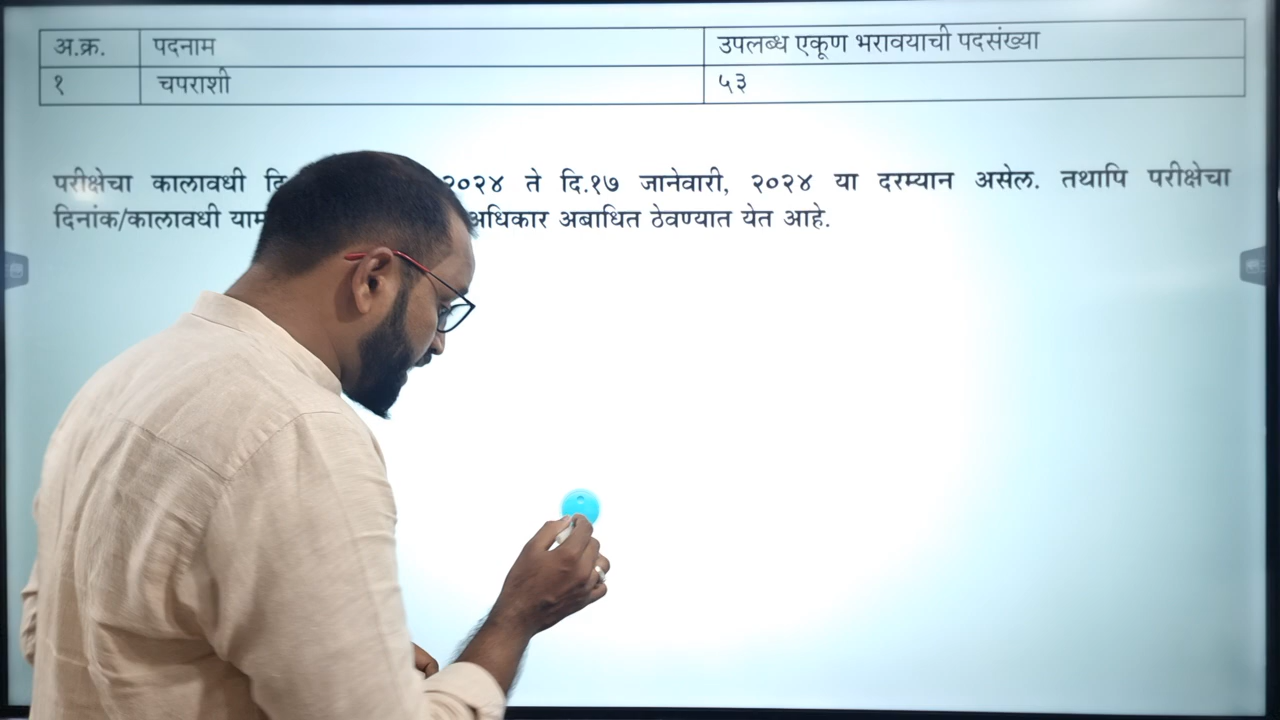 अ.क्र. पदनाम उपलब्ध एकूण भरावयाची पदसंख्या
१ चपराशी ५३
परीक्षेचा कालावधी २०२४ ते दि.१७ जानेवारी, २०२४ या दरम्यान असेल. तथापि परीक्षेचा
दिनांक/कालावधी अधिकार अबाधित ठेवण्यात येत आहे.